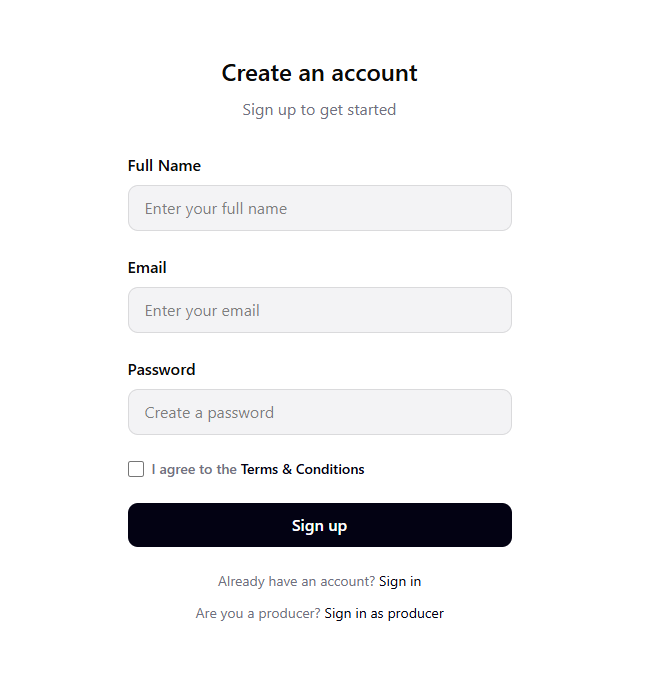 Create an account
Sign up to get started
Full Name
Enter your full name
Email
Enter your email
Password
Create a password
I agree to the Terms & Conditions
Sign up
Already have an account? Sign in
Are you a producer? Sign in as producer